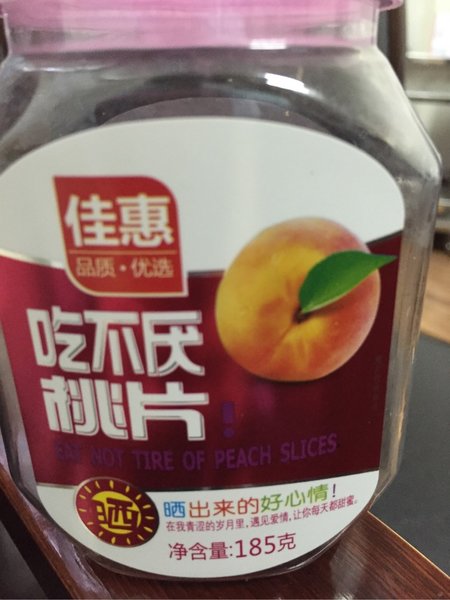 佳惠
品质·优选
吃不厌
桃片!
EAT NOT TIRE OF PEACH SLICES
晒
晒出来的好心情!
在我青涩的岁月里,遇见爱情,让你每天都甜蜜。
净含量:185克